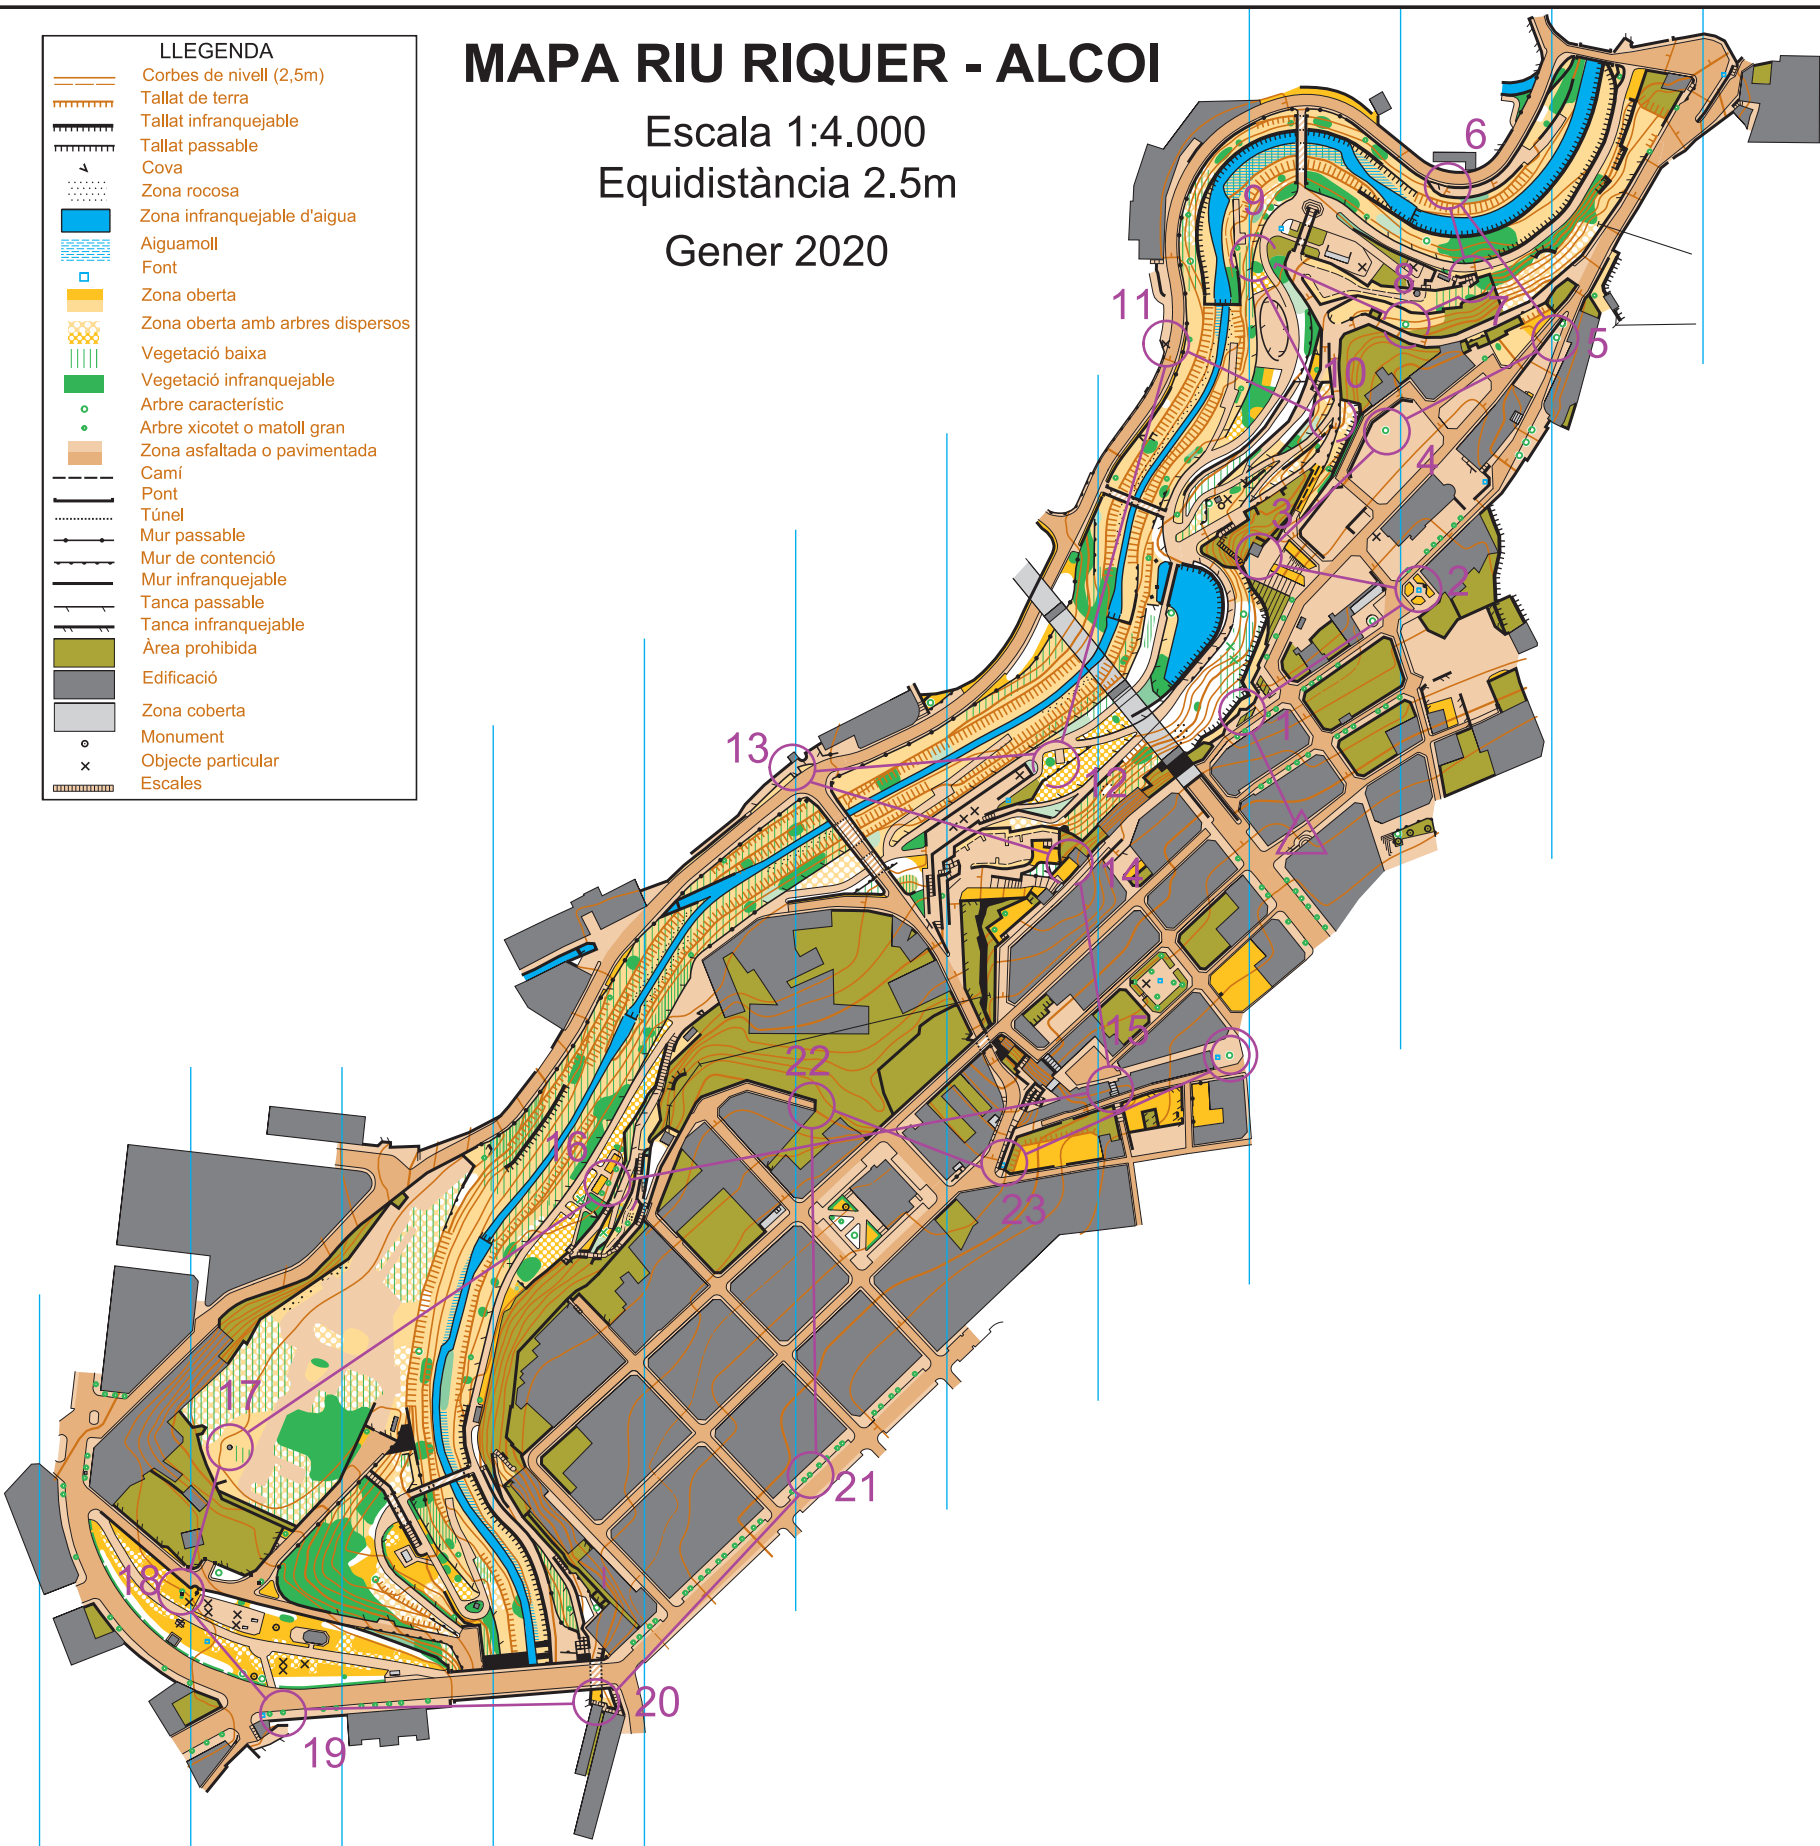 MAPA RIU RIQUER - ALCOI
Escala 1:4.000
Equidistància 2.5m
Gener 2020
LLEGENDA
Corbes de nivell (2,5m)
Tallat de terra
Tallat infranquejable
Tallat passable
Cova
Zona rocosa
Zona infranquejable d'aigua
Aiguamoll
Font
Zona oberta
Zona oberta amb arbres dispersos
Vegetació baixa
Vegetació infranquejable
Arbre característic
Arbre xicotet o matoll gran
Zona asfaltada o pavimentada
Camí
Pont
Túnel
Mur passable
Mur de contenció
Mur infranquejable
Tanca passable
Tanca infranquejable
Àrea prohibida
Edificació
Zona coberta
Monument
Objecte particular
Escales
6
9
8
7
11
5
10
4
3
2
1
13
12
14
15
22
16
23
17
21
18
20
19